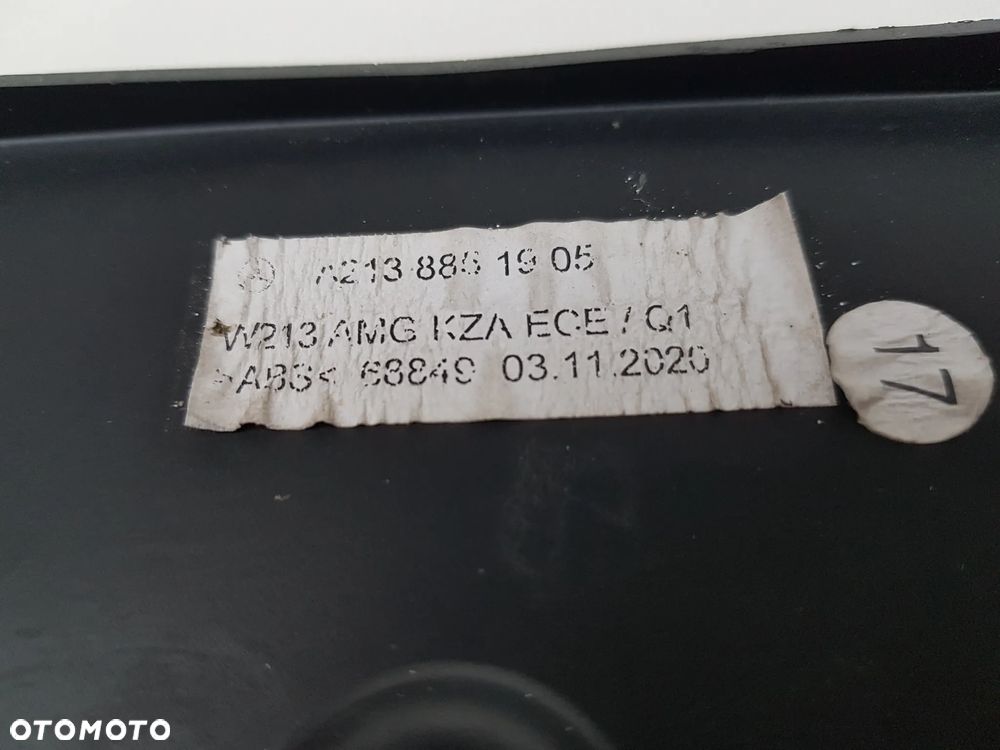 A213 885 19 05
W213 AMG KZA ECE / Q1
>ABS< 68849 03.11.2020
17
OTOMOTO